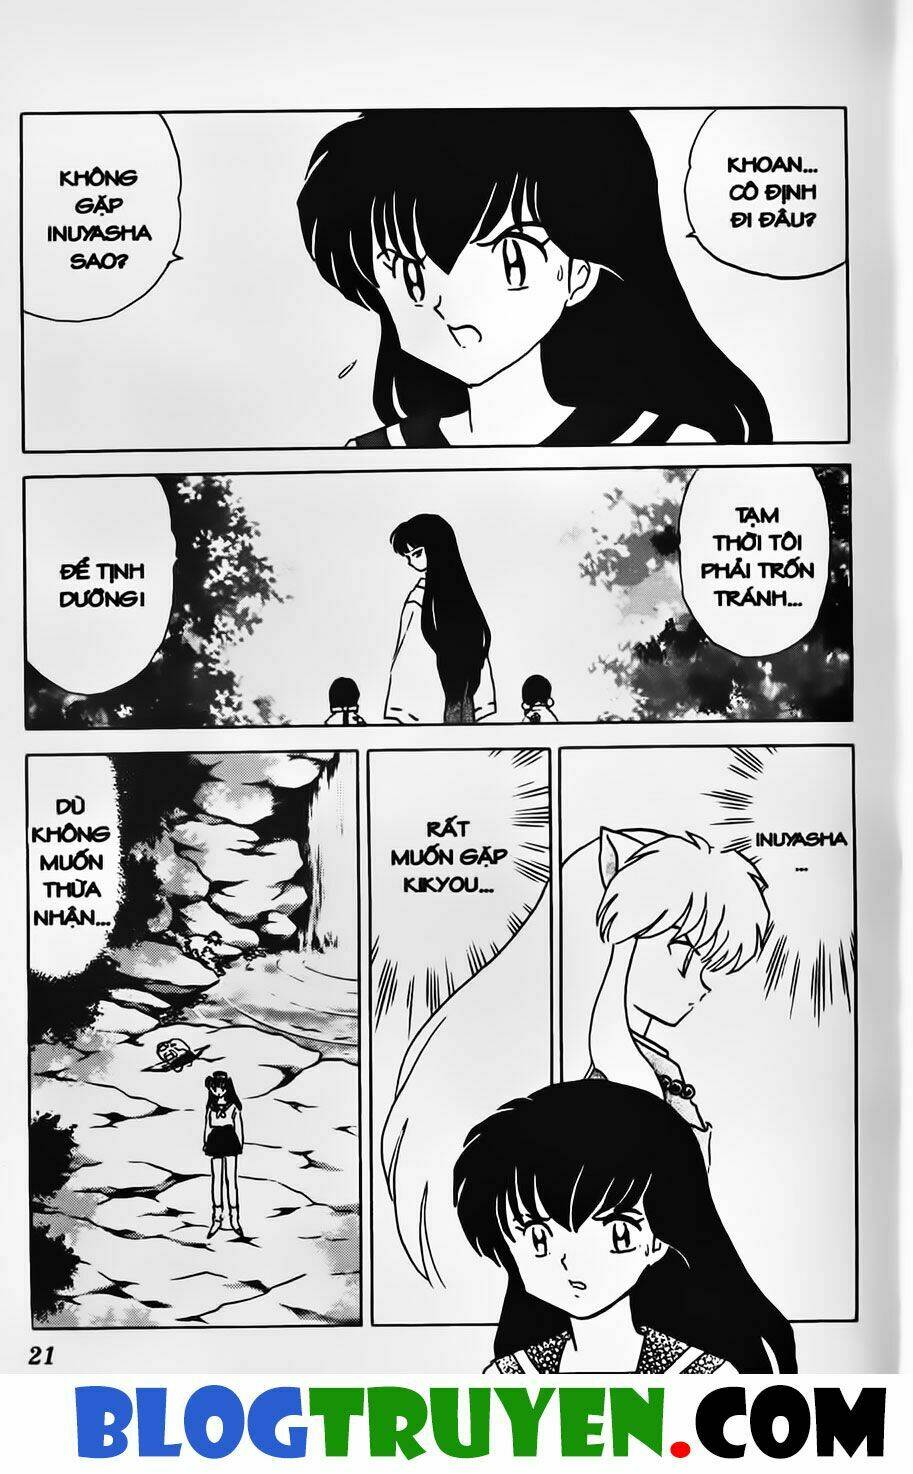 KHOAN...
CÔ ĐỊNH
ĐI ĐÂU?
KHÔNG
GẶP
INUYASHA
SAO?
TẠM
THỜI TÔI
PHẢI TRỐN
TRÁNH...
ĐỂ TỊNH
DƯỠNG!
INUYASHA
...
RẤT
MUỐN GẶP
KIKYOU...
DÙ
KHÔNG
MUỐN
THỪA
NHẬN...
21
BLOGTRUYEN.COM